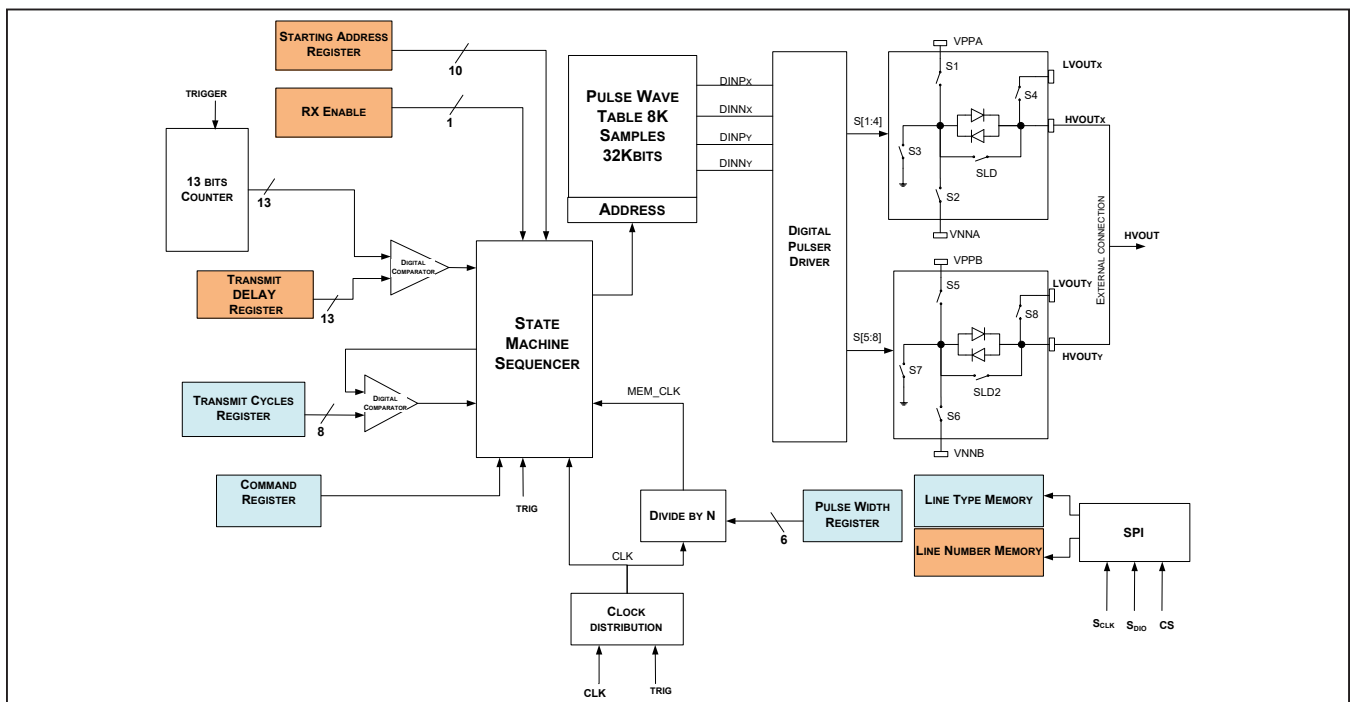 STARTING ADDRESS
REGISTER
10
RX ENABLE
1
TRIGGER
13 BITS
COUNTER
13
TRANSMIT
DELAY
REGISTER
13
DIGITAL
COMPARATOR
TRANSMIT CYCLES
REGISTER
8
DIGITAL
COMPARATOR
COMMAND
REGISTER
STATE
MACHINE
SEQUENCER
TRIG
PULSE WAVE
TABLE 8K
SAMPLES
32KBITS
ADDRESS
DINPX
DINNX
DINPY
DINNY
DIGITAL
PULSER
DRIVER
S[1:4]
S[5:8]
VPPA
S1
LVOUTX
S4
HVOUTX
S3
SLD
S2
VNNA
EXTERNAL CONNECTION
HVOUT
VPPB
S5
LVOUTY
S8
HVOUTY
S7
SLD2
S6
VNNB
MEM_CLK
DIVIDE BY N
6
PULSE WIDTH
REGISTER
LINE TYPE MEMORY
LINE NUMBER MEMORY
SPI
SCLK
SDIO
CS
CLK
CLOCK
DISTRIBUTION
CLK
TRIG